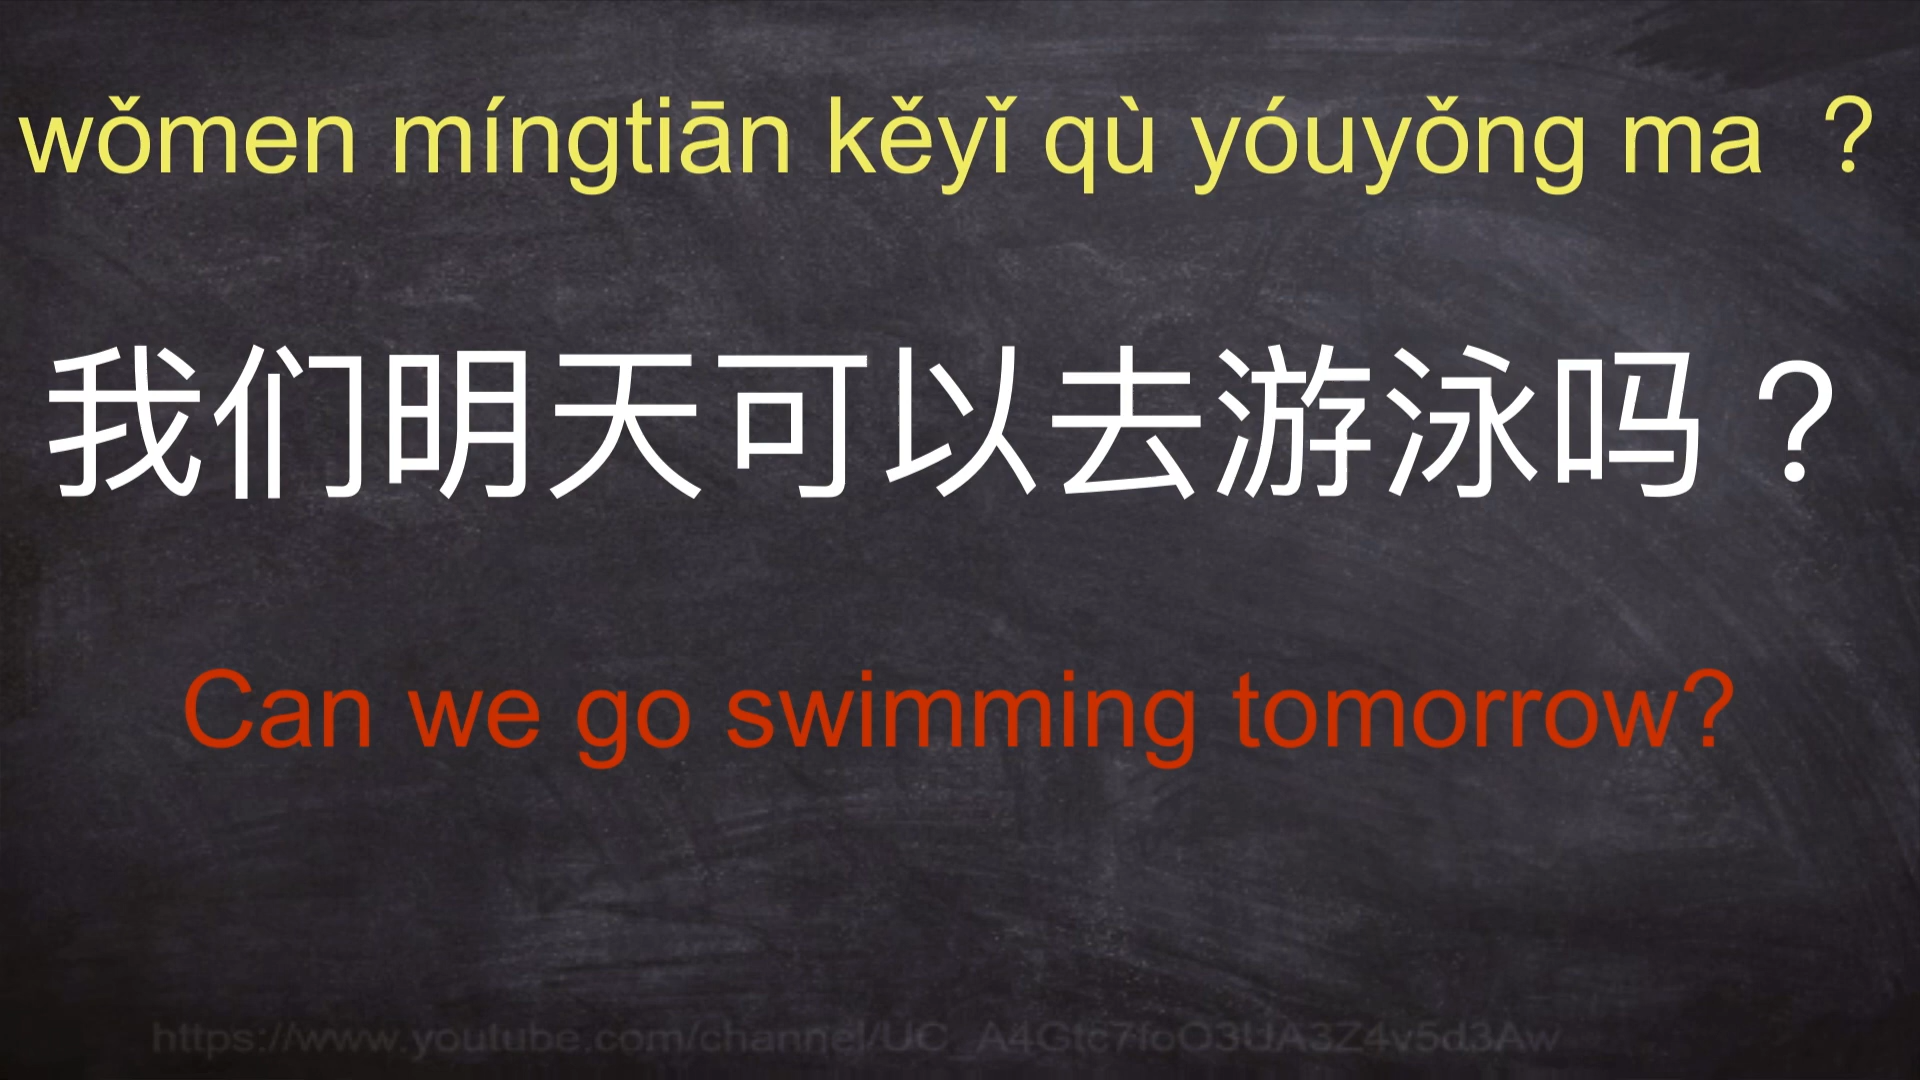 wǒmen míngtiān kěyǐ qù yóuyǒng ma ?
我们明天可以去游泳吗？
Can we go swimming tomorrow?
https://www.youtube.com/channel/UC_A4Gtc7foO3UA3Z4v5d3Aw